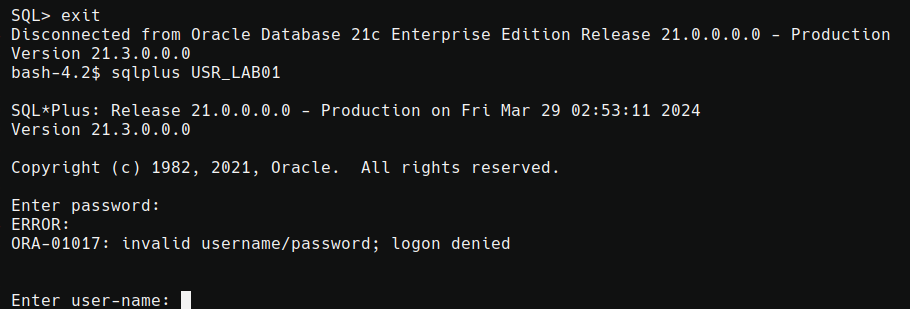 SQL> exit
Disconnected from Oracle Database 21c Enterprise Edition Release 21.0.0.0.0 - Production
Version 21.3.0.0.0
bash-4.2$ sqlplus USR_LAB01
SQL*Plus: Release 21.0.0.0.0 - Production on Fri Mar 29 02:53:11 2024
Version 21.3.0.0.0
Copyright (c) 1982, 2021, Oracle.  All rights reserved.
Enter password:
ERROR:
ORA-01017: invalid username/password; logon denied
Enter user-name: